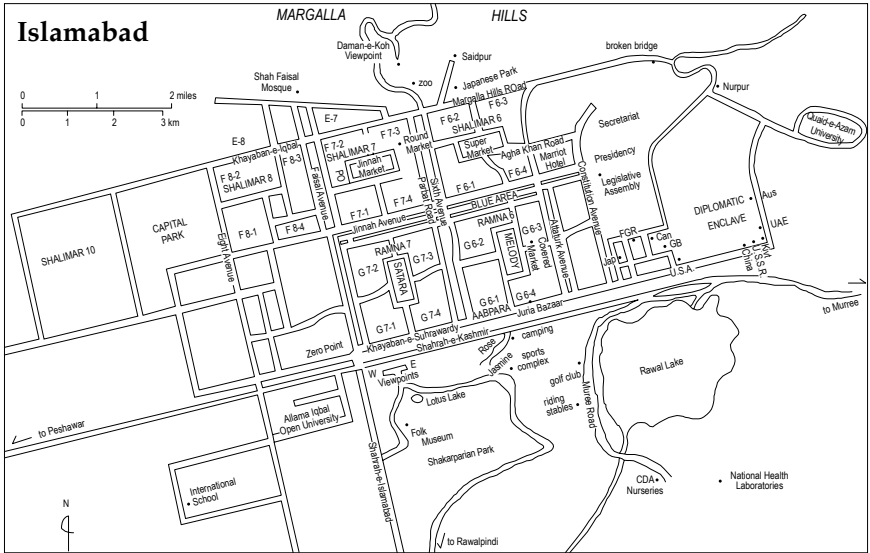 MARGALLA HILLS
Islamabad
Daman-e-Koh
Viewpoint
Saidpur
broken bridge
zoo
Japanese Park
Shah Faisal
Mosque
Margalla Hills ROad
Nurpur
0 1 2 miles
0 1 2 3 km
E-7
F 6-3
F 6-2
SHALIMAR 6
Secretariat
Quaid-e-Azam
University
E-8
Khayaban-e-Iqbal
F 7-3
F 7-2
SHALIMAR 7
Round
Market
Super
Market
Agha Khan Road
Marriot
Hotel
F 8-3
Jinnah
Market
PO
F 8-2
SHALIMAR 8
Faisal Avenue
Sixth Avenue
Parbat Road
F 6-4
F 6-1
Presidency
Legislative
Assembly
Constitution Avenue
BLUE AREA
F 7-4
F 7-1
Jinnah Avenue
DIPLOMATIC
ENCLAVE
Aus
CAPITAL
PARK
F 8-1
F 8-4
RAMNA 6
G 6-3
G 6-2
MELODY
Covered
Market
Attaturk Avenue
FGR
Can
GB
UAE
SHALIMAR 10
Eight Avenue
RAMNA 7
G 7-3
G 7-2
SATARA
Jap
U.S.A.
China
S.S.R.
Kwt
G 6-4
G 6-1
AABPARA
Juria Bazaar
to Murree
G 7-4
G 7-1
Khayaban-e-Suhrawardy
Shahrah-e-Kashmir
Zero Point
camping
Rose
Jasmine
sports
complex
W E
Viewpoints
golf club
Rawal Lake
Lotus Lake
riding
stables
Muree Road
Allama Iqbal
Open University
to Peshawar
Folk
Museum
Shakarparian Park
Shahrah-e-Islamabad
International
School
CDA
Nurseries
National Health
Laboratories
N
to Rawalpindi